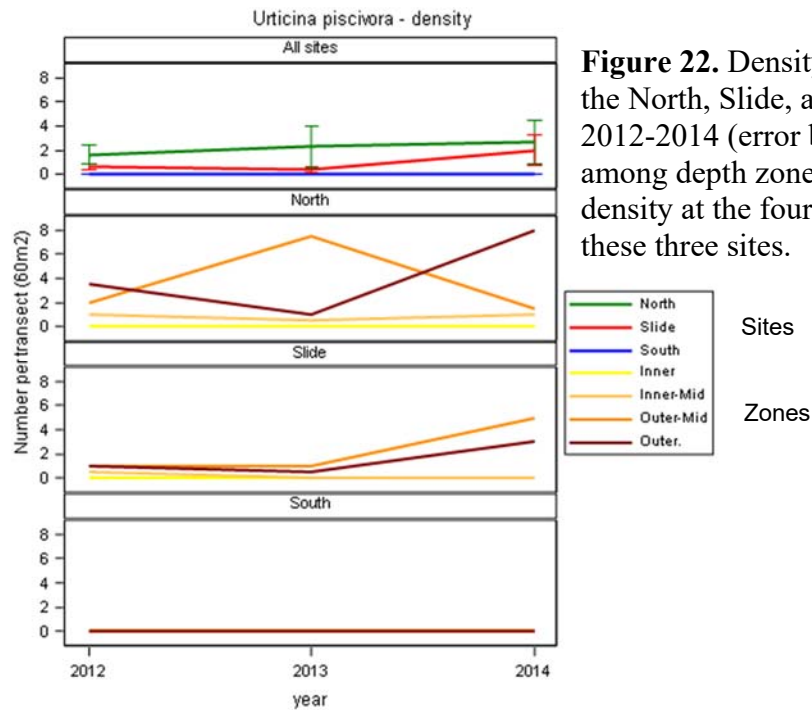 Urticina piscivora - density
All sites
8
6
4
2
0
North
8
6
4
2
0
Slide
8
6
4
2
0
South
8
6
4
2
0
2012 2013 2014
year
Number per transect (60m2)
Figure 22. Densit
the North, Slide, a
2012-2014 (error b
among depth zone
density at the four
these three sites.
North
Slide
South
Inner
Inner-Mid
Outer-Mid
Outer.
Sites
Zones